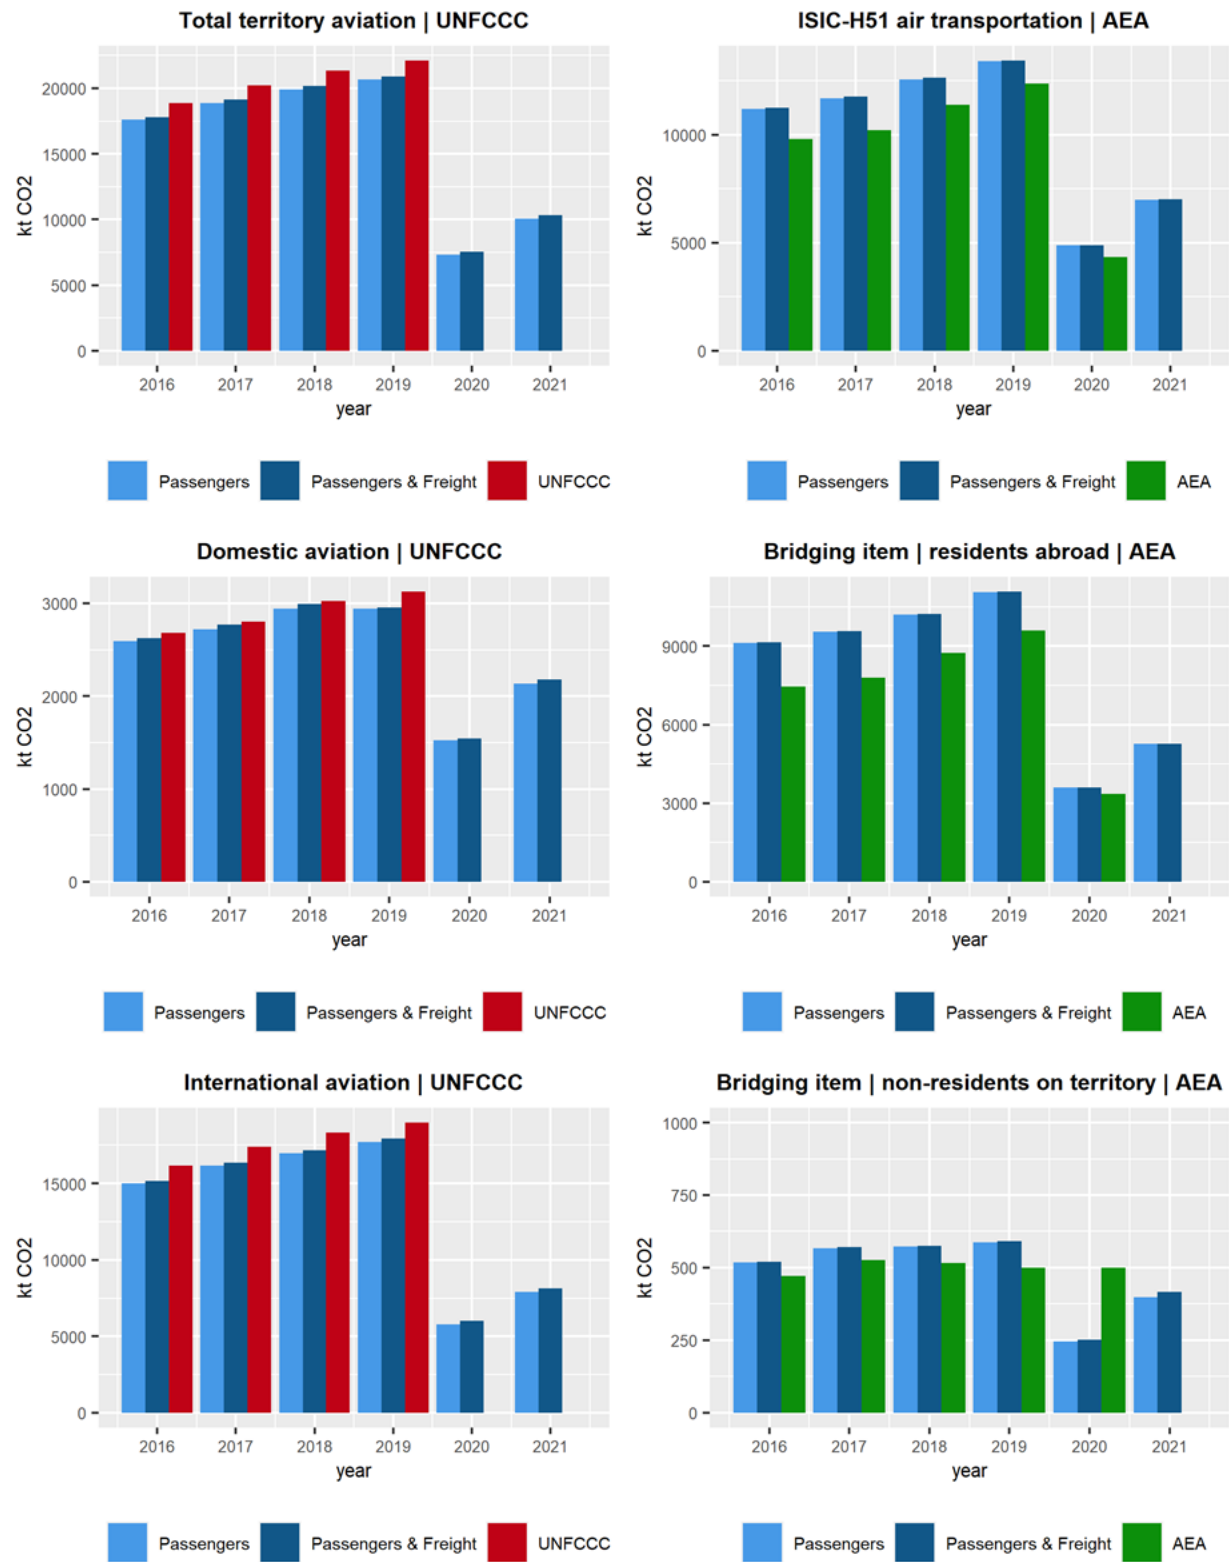 Total territory aviation | UNFCCC
kt CO2
20000
15000
10000
5000
0
2016 2017 2018 2019 2020 2021
year
Passengers Passengers & Freight UNFCCC
ISIC-H51 air transportation | AEA
kt CO2
10000
5000
0
2016 2017 2018 2019 2020 2021
year
Passengers Passengers & Freight AEA
Domestic aviation | UNFCCC
kt CO2
3000
2000
1000
0
2016 2017 2018 2019 2020 2021
year
Passengers Passengers & Freight UNFCCC
Bridging item | residents abroad | AEA
kt CO2
9000
6000
3000
0
2016 2017 2018 2019 2020 2021
year
Passengers Passengers & Freight AEA
International aviation | UNFCCC
kt CO2
15000
10000
5000
0
2016 2017 2018 2019 2020 2021
year
Passengers Passengers & Freight UNFCCC
Bridging item | non-residents on territory | AEA
kt CO2
1000
750
500
250
0
2016 2017 2018 2019 2020 2021
year
Passengers Passengers & Freight AEA